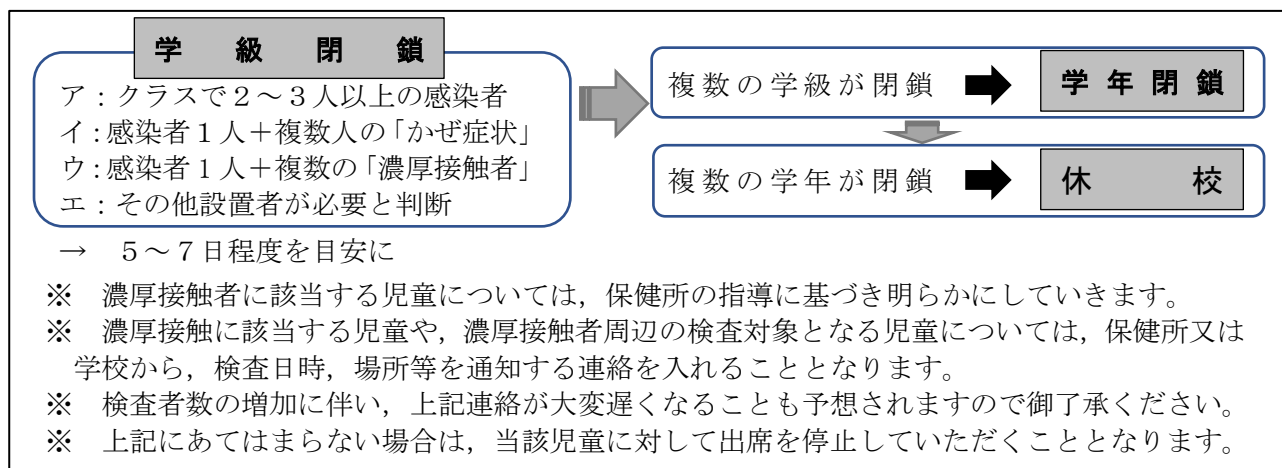 学級閉鎖
ア：クラスで２～３人以上の感染者
イ：感染者１人＋複数人の「かぜ症状」
ウ：感染者１人＋複数の「濃厚接触者」
エ：その他設置者が必要と判断
複数の学級が閉鎖
学年閉鎖
複数の学年が閉鎖
休校
→　５～７日程度を目安に
※　濃厚接触者に該当する児童については，保健所の指導に基づき明らかにしていきます。
※　濃厚接触に該当する児童や，濃厚接触者周辺の検査対象となる児童については，保健所又は
学校から，検査日時，場所等を通知する連絡を入れることとなります。
※　検査者数の増加に伴い，上記連絡が大変遅くなることも予想されますので御了承ください。
※　上記にあてはまらない場合は，当該児童に対して出席を停止していただくこととなります。